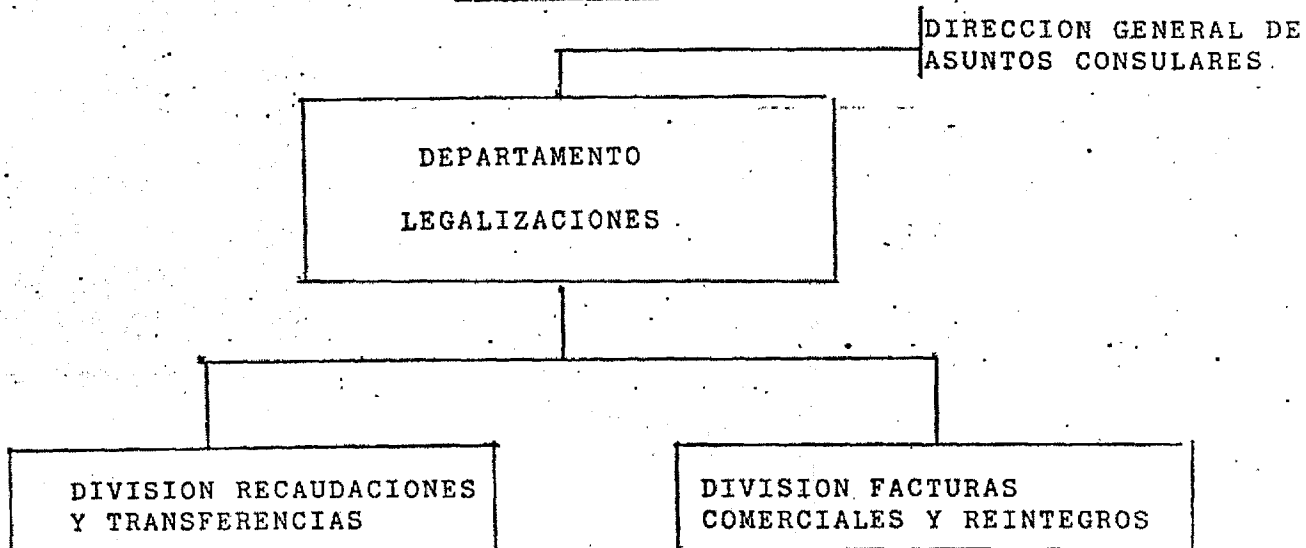 DIRECCION GENERAL DE
ASUNTOS CONSULARES.
DEPARTAMENTO
LEGALIZACIONES.
DIVISION RECAUDACIONES
Y TRANSFERENCIAS
DIVISION FACTURAS
COMERCIALES Y REINTEGROS